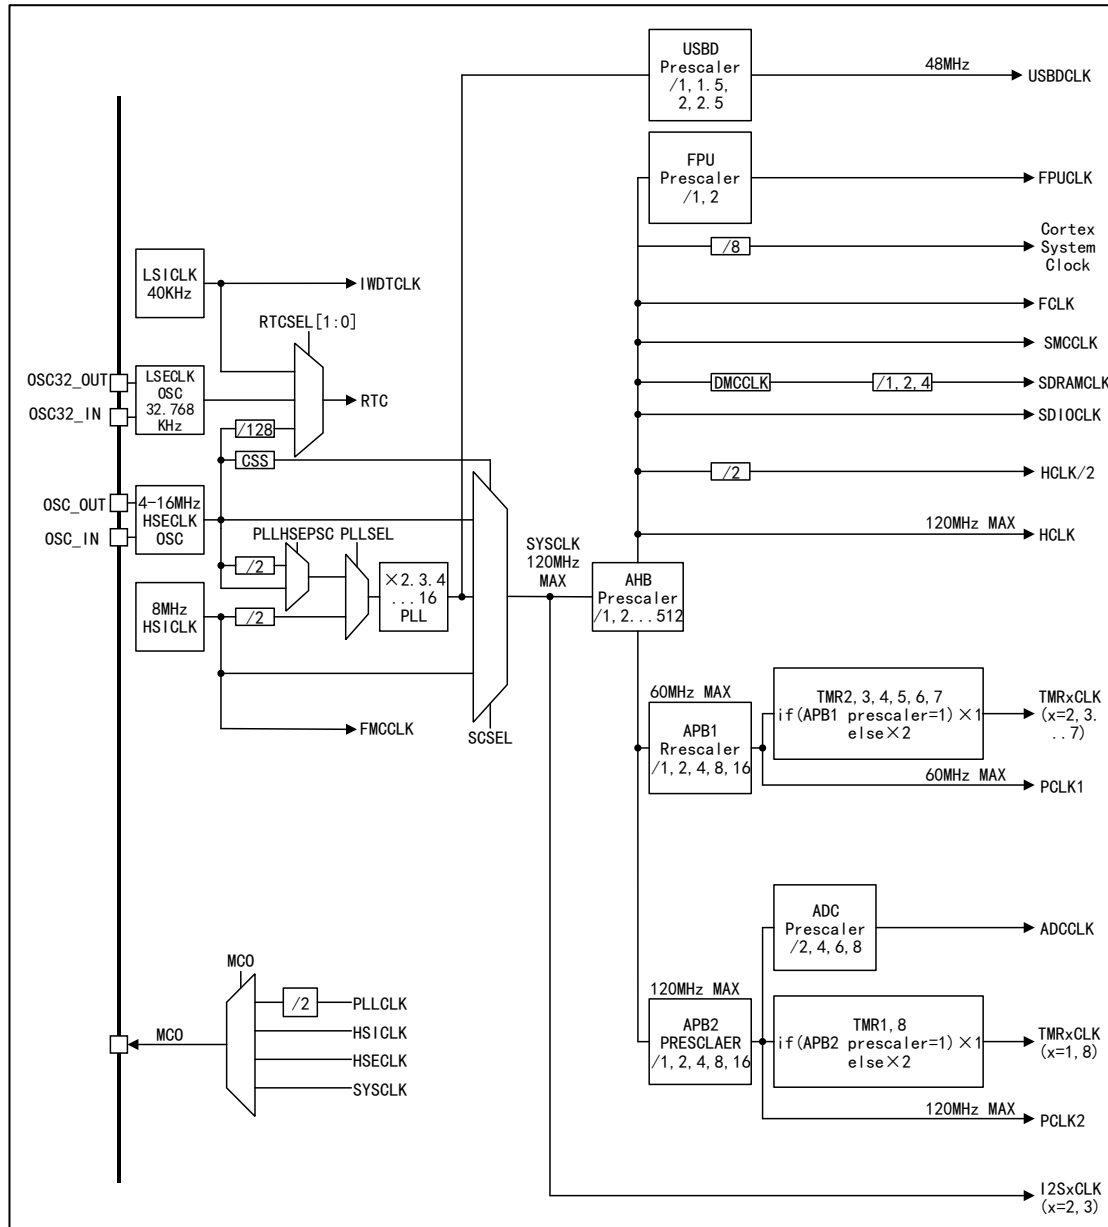 USBD
Prescaler
/1, 1.5,
2, 2.5
48MHz
USBDCLK
FPU
Prescaler
/1, 2
FPUCLK
/8
Cortex
System
Clock
LSICLK
40KHz
IWDTCLK
FCLK
RTCSEL[1:0]
SMCCLK
OSC32_OUT
OSC32_IN
LSECLK
OSC
32.768
KHz
RTC
DMCCLK
/1, 2, 4
SDRAMCLK
SDIOCLK
/128
CSS
/2
HCLK/2
OSC_OUT
OSC_IN
4-16MHz
HSECLK
OSC
120MHz MAX
HCLK
PLLHSEPSC
PLLSEL
SYSCLK
120MHz
MAX
/2
×2. 3. 4
...16
PLL
AHB
Prescaler
/1, 2...512
8MHz
HSICLK
/2
FMCCLK
SCSEL
60MHz MAX
APB1
Rrescaler
/1, 2, 4, 8, 16
TMR2, 3, 4, 5, 6, 7
if(APB1 prescaler=1) ×1
else×2
TMRxCLK
(x=2, 3.
..7)
60MHz MAX
PCLK1
ADC
Prescaler
/2, 4, 6, 8
ADCCLK
MCO
/2
PLLCLK
MCO
HSICLK
HSECLK
SYSCLK
120MHz MAX
APB2
PRESCLAER
/1, 2, 4, 8, 16
TMR1, 8
if(APB2 prescaler=1) ×1
else×2
TMRxCLK
(x=1, 8)
120MHz MAX
PCLK2
I2SxCLK
(x=2, 3)